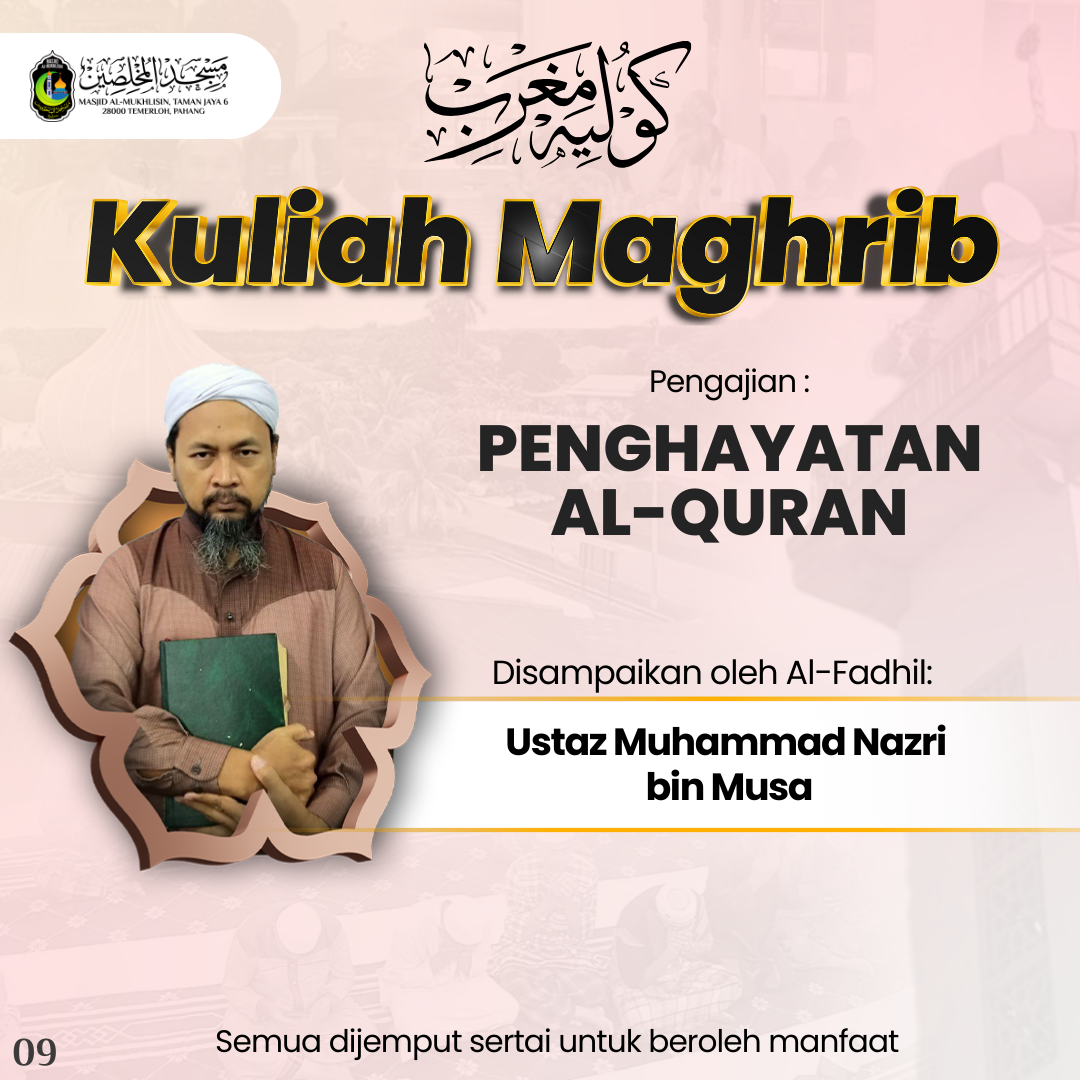 مسجد المخلصين
MASJID AL-MUKHLISIN, TAMAN JAYA 6
28000 TEMERLOH, PAHANG
كوليه مغرب
Kuliah Maghrib
Pengajian :
PENGHAYATAN
AL-QURAN
Disampaikan oleh Al-Fadhil:
Ustaz Muhammad Nazri
bin Musa
Semua dijemput sertai untuk beroleh manfaat
09